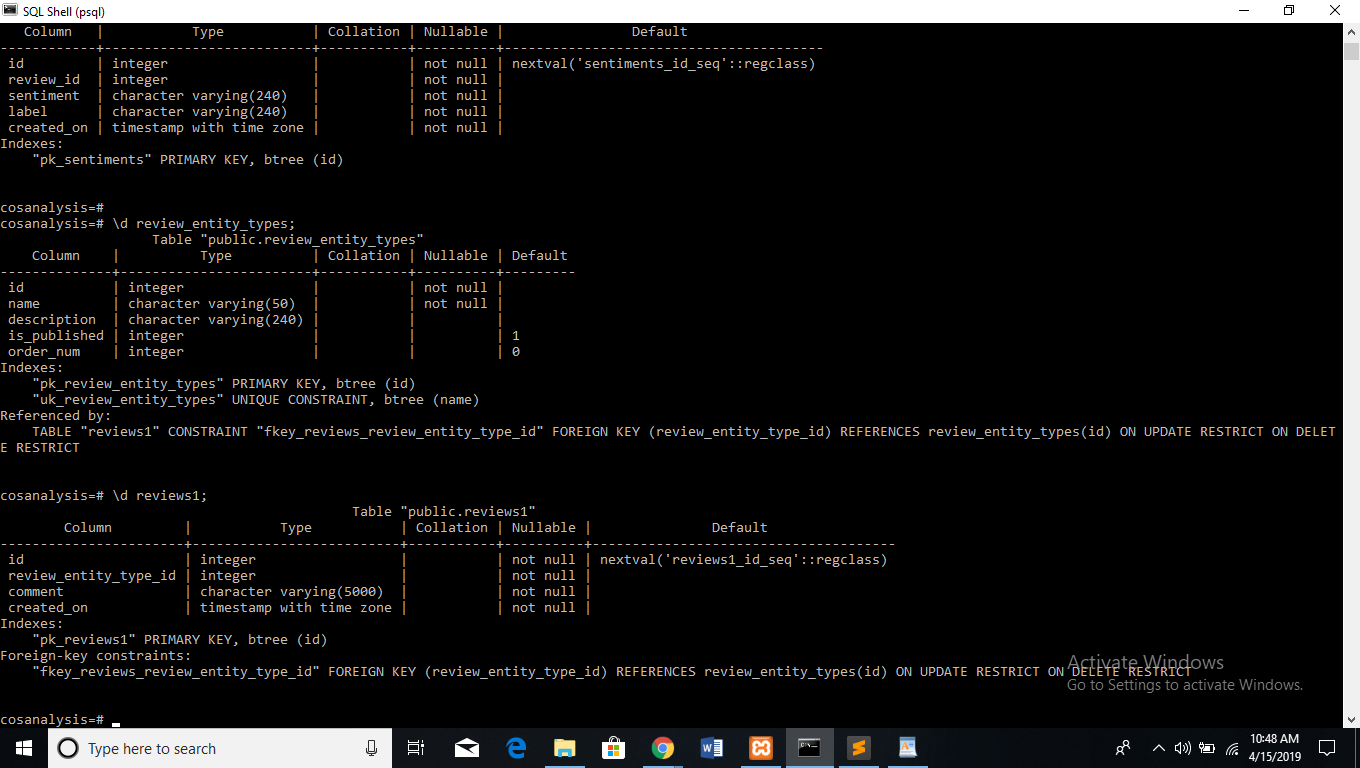 SQL Shell (psql)
   Column   |           Type           | Collation | Nullable |                Default
------------+--------------------------+-----------+----------+----------------------------------------
 id         | integer                  |           | not null | nextval('sentiments_id_seq'::regclass)
 review_id  | integer                  |           | not null |
 sentiment  | character varying(240)   |           | not null |
 label      | character varying(240)   |           | not null |
 created_on | timestamp with time zone |           | not null |
Indexes:
    "pk_sentiments" PRIMARY KEY, btree (id)
cosanalysis=#
cosanalysis=# \d review_entity_types;
                   Table "public.review_entity_types"
    Column    |          Type          | Collation | Nullable | Default
--------------+------------------------+-----------+----------+---------
 id           | integer                |           | not null |
 name         | character varying(50)  |           | not null |
 description  | character varying(240) |           |          |
 is_published | integer                |           |          | 1
 order_num    | integer                |           |          | 0
Indexes:
    "pk_review_entity_types" PRIMARY KEY, btree (id)
    "uk_review_entity_types" UNIQUE CONSTRAINT, btree (name)
Referenced by:
    TABLE "reviews1" CONSTRAINT "fkey_reviews_review_entity_type_id" FOREIGN KEY (review_entity_type_id) REFERENCES review_entity_types(id) ON UPDATE RESTRICT ON DELET
E RESTRICT
cosanalysis=# \d reviews1;
                                            Table "public.reviews1"
        Column         |           Type           | Collation | Nullable |               Default
-----------------------+--------------------------+-----------+----------+--------------------------------------
 id                    | integer                  |           | not null | nextval('reviews1_id_seq'::regclass)
 review_entity_type_id | integer                  |           | not null |
 comment               | character varying(5000)  |           | not null |
 created_on            | timestamp with time zone |           | not null |
Indexes:
    "pk_reviews1" PRIMARY KEY, btree (id)
Foreign-key constraints:
    "fkey_reviews_review_entity_type_id" FOREIGN KEY (review_entity_type_id) REFERENCES review_entity_types(id) ON UPDATE RESTRICT ON DELETE RESTRICT
Activate Windows
Go to Settings to activate Windows.
cosanalysis=#
Type here to search
10:48 AM
4/15/2019